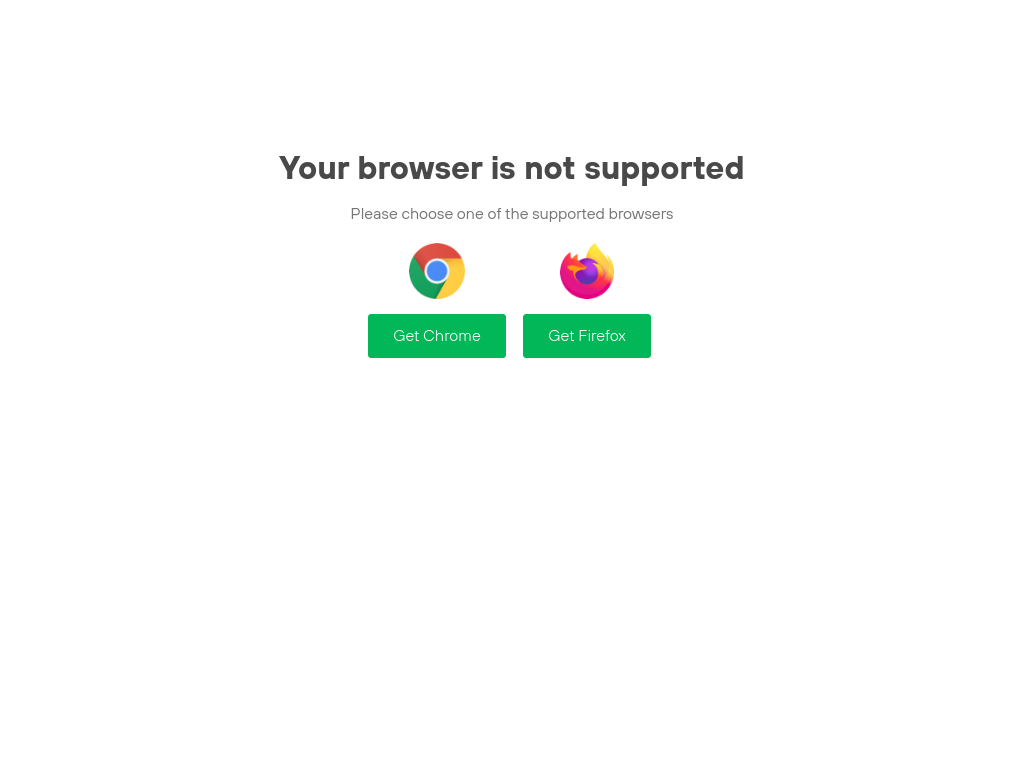 Your browser is not supported
Please choose one of the supported browsers
Get Chrome
Get Firefox